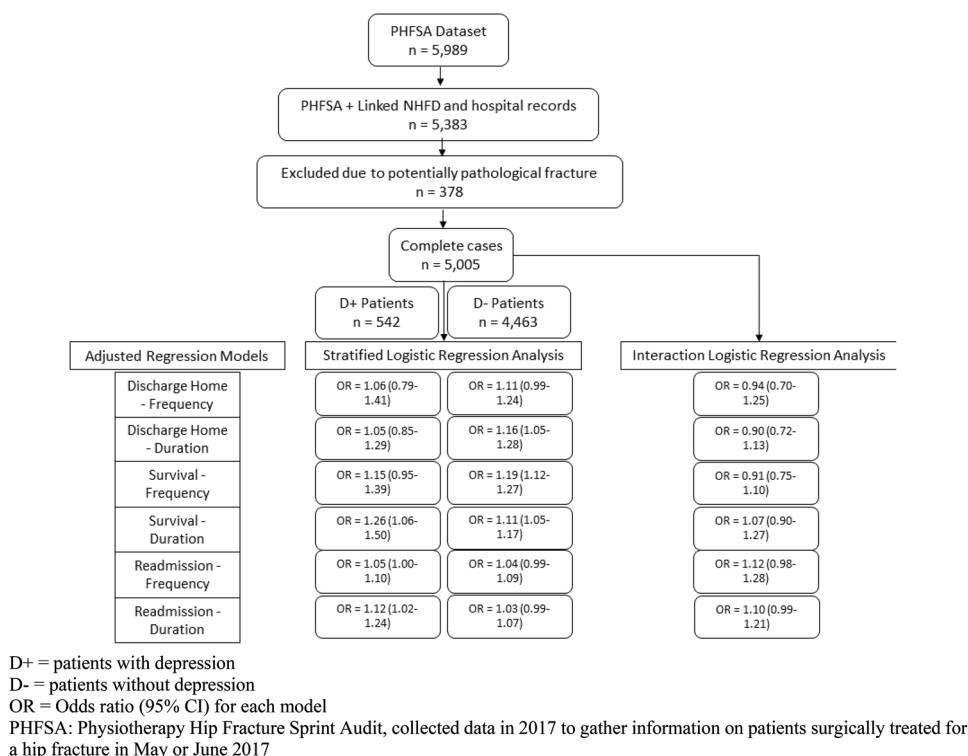 PHFSA Dataset
n = 5,989
PHFSA + Linked NHFD and hospital records
n = 5,383
Excluded due to potentially pathological fracture
n = 378
Complete cases
n = 5,005
D+ Patients
n = 542
D- Patients
n = 4,463
Adjusted Regression Models
Stratified Logistic Regression Analysis
Interaction Logistic Regression Analysis
Discharge Home
- Frequency
OR = 1.06 (0.79-
1.41)
OR = 1.11 (0.99-
1.24)
OR = 0.94 (0.70-
1.25)
Discharge Home
- Duration
OR = 1.05 (0.85-
1.29)
OR = 1.16 (1.05-
1.28)
OR = 0.90 (0.72-
1.13)
Survival -
Frequency
OR = 1.15 (0.95-
1.39)
OR = 1.19 (1.12-
1.27)
OR = 0.91 (0.75-
1.10)
Survival -
Duration
OR = 1.26 (1.06-
1.50)
OR = 1.11 (1.05-
1.17)
OR = 1.07 (0.90-
1.27)
Readmission -
Frequency
OR = 1.05 (1.00-
1.10)
OR = 1.04 (0.99-
1.09)
OR = 1.12 (0.98-
1.28)
Readmission -
Duration
OR = 1.12 (1.02-
1.24)
OR = 1.03 (0.99-
1.07)
OR = 1.10 (0.99-
1.21)
D+ = patients with depression
D- = patients without depression
OR = Odds ratio (95% CI) for each model
PHFSA: Physiotherapy Hip Fracture Sprint Audit, collected data in 2017 to gather information on patients surgically treated for
a hip fracture in May or June 2017